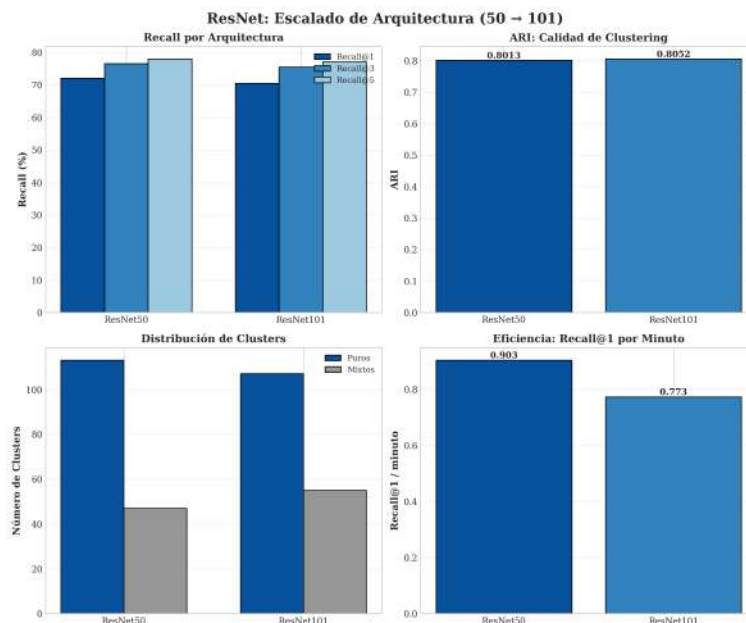 ResNet: Escalado de Arquitectura (50 → 101)
Recall por Arquitectura
Recall@1
Recall@3
Recall@5
80
70
60
50
40
30
20
10
0
Recall (%)
ResNet50
ResNet101
ARI: Calidad de Clustering
0.8013
0.8052
0.8
0.7
0.6
0.5
0.4
0.3
0.2
0.1
0.0
ARI
ResNet50
ResNet101
Distribución de Clusters
Puros
Mixtos
100
80
60
40
20
0
Número de Clusters
ResNet50
ResNet101
Eficiencia: Recall@1 por Minuto
0.903
0.773
0.8
0.6
0.4
0.2
0.0
Recall@1 / minuto
ResNet50
ResNet101